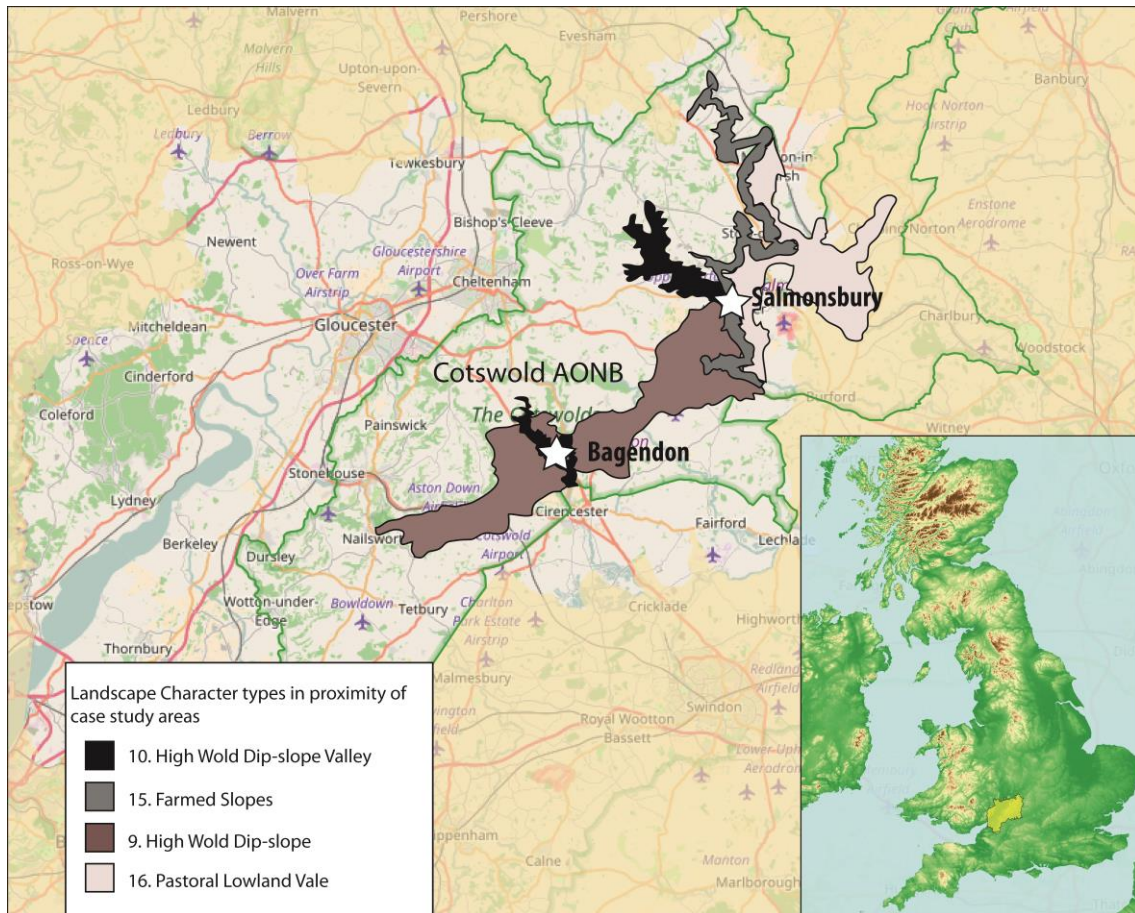 Malvern
Pershore
Evesham
Banbury
Malvern
Hills
Upton-upon-
Severn
Ledbury
Hook Norton
Airstrip
Ledbury
Berrow
Tewkesbury
Enstone
Aerodrome
Newent
Bishop's Cleeve
Ross-on-Wye
Gloucestershire
Airport
Over Farm
Airstrip
Cheltenham
Salmonsbury
Gloucester
Charlbury
Mitcheldean
Woodstock
Spence
Cinderford
Cotswold AONB
Coleford
Burford
Painswick
Witney
Bagendon
Stonehouse
Lydney
Aston Down
Cirencester
Fairford
Lechlade
Berkeley
Dursley
Cotswold
Airport
Wotton-under-
Edge
Bowldown
Tetbury
Charlton
Park Estate
Airstrip
Cricklade
Thornbury
Malmesbury
Redland
Airfield
Swindon
Royal Wootton
Bassett
Calne
Manton
Marlborough
Landscape Character types in proximity of
case study areas
10. High Wold Dip-slope Valley
15. Farmed Slopes
9. High Wold Dip-slope
16. Pastoral Lowland Vale